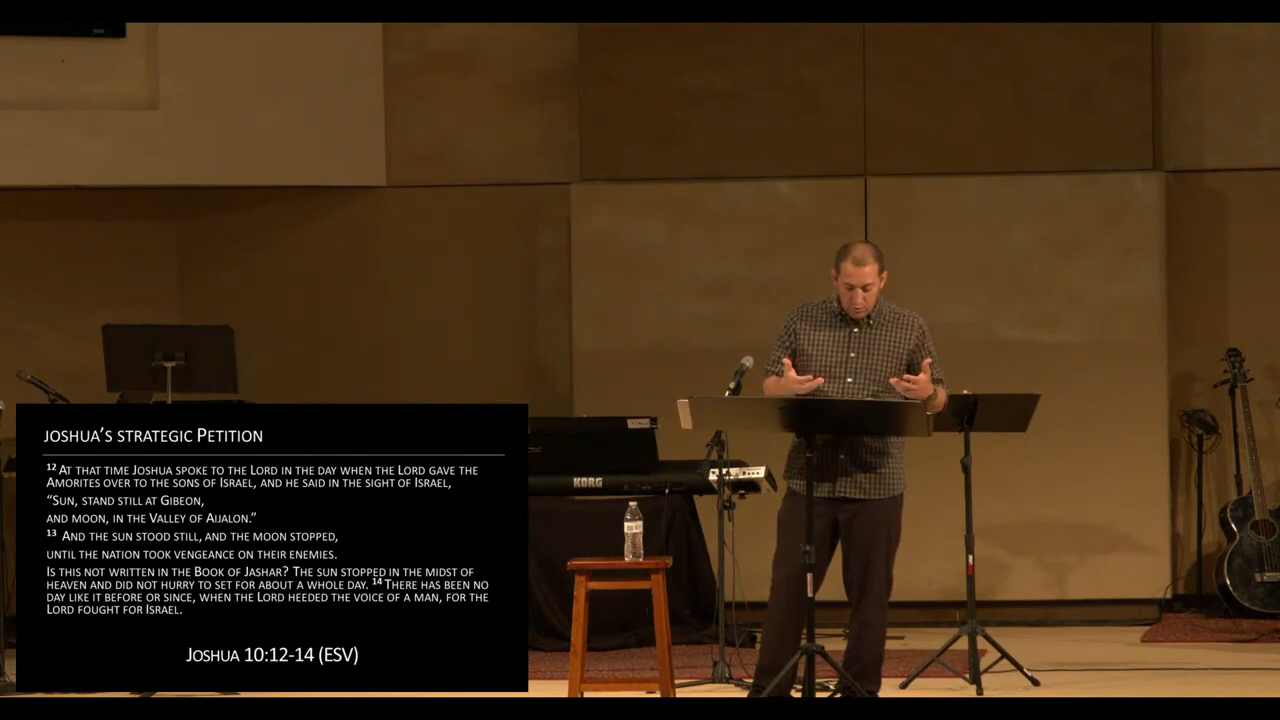 Joshua's strategic Petition
12 At that time Joshua spoke to the Lord in the day when the Lord gave the
Amorites over to the sons of Israel, and he said in the sight of Israel,
“Sun, stand still at Gibeon,
and moon, in the Valley of Aijalon.”
13 And the sun stood still, and the moon stopped,
until the nation took vengeance on their enemies.
Is this not written in the Book of Jashar? The sun stopped in the midst of
heaven and did not hurry to set for about a whole day. 14 There has been no
day like it before or since, when the Lord heeded the voice of a man, for the
Lord fought for Israel.
Joshua 10:12-14 (ESV)
KORG